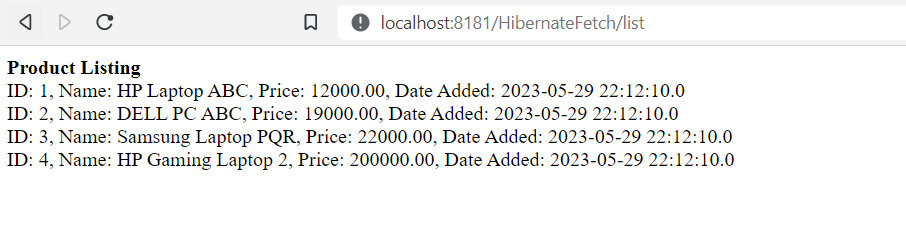 localhost:8181/HibernateFetch/list
Product Listing
ID: 1, Name: HP Laptop ABC, Price: 12000.00, Date Added: 2023-05-29 22:12:10.0
ID: 2, Name: DELL PC ABC, Price: 19000.00, Date Added: 2023-05-29 22:12:10.0
ID: 3, Name: Samsung Laptop PQR, Price: 22000.00, Date Added: 2023-05-29 22:12:10.0
ID: 4, Name: HP Gaming Laptop 2, Price: 200000.00, Date Added: 2023-05-29 22:12:10.0